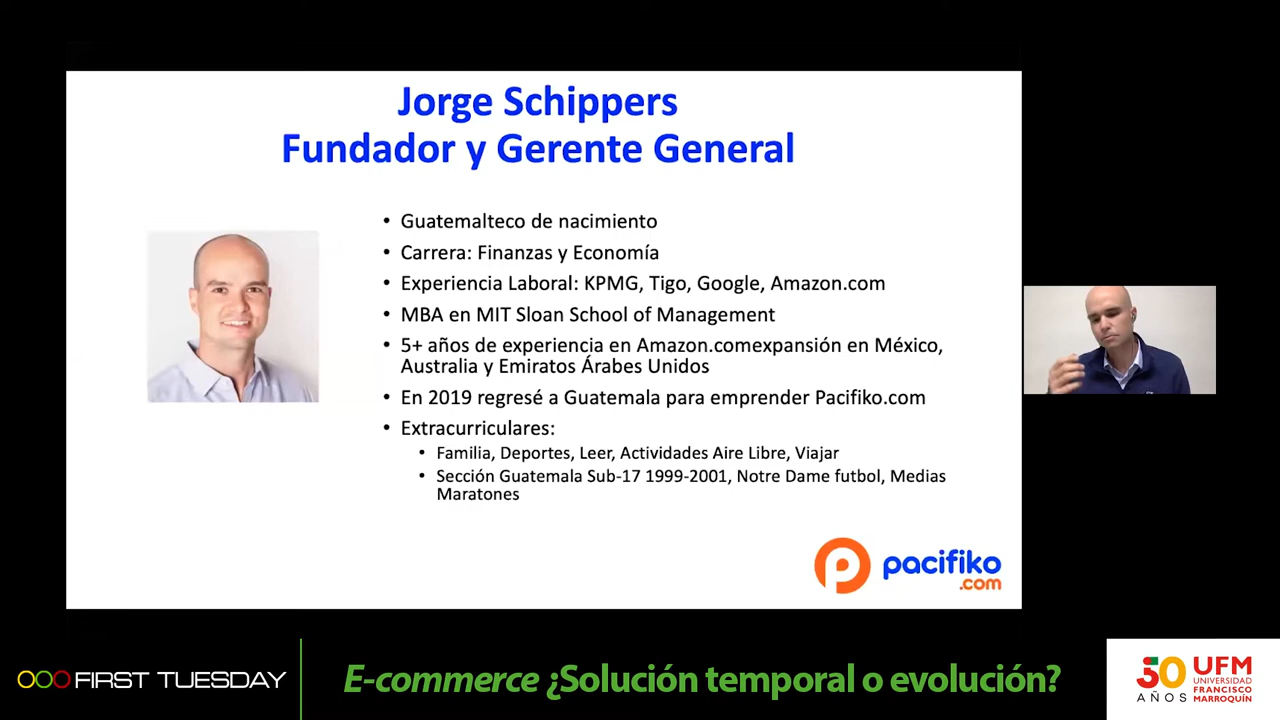 Jorge Schippers
Fundador y Gerente General
• Guatemalteco de nacimiento
• Carrera: Finanzas y Economía
• Experiencia Laboral: KPMG, Tigo, Google, Amazon.com
• MBA en MIT Sloan School of Management
• 5+ años de experiencia en Amazon.comexpansión en México,
Australia y Emiratos Árabes Unidos
• En 2019 regresé a Guatemala para emprender Pacifiko.com
• Extracurriculares:
• Familia, Deportes, Leer, Actividades Aire Libre, Viajar
• Sección Guatemala Sub-17 1999-2001, Notre Dame futbol, Medias
Maratones
pacifiko
.com
FIRST TUESDAY
E-commerce ¿Solución temporal o evolución?
50
AÑOS
UFM
UNIVERSIDAD
FRANCISCO
MARROQUÍN